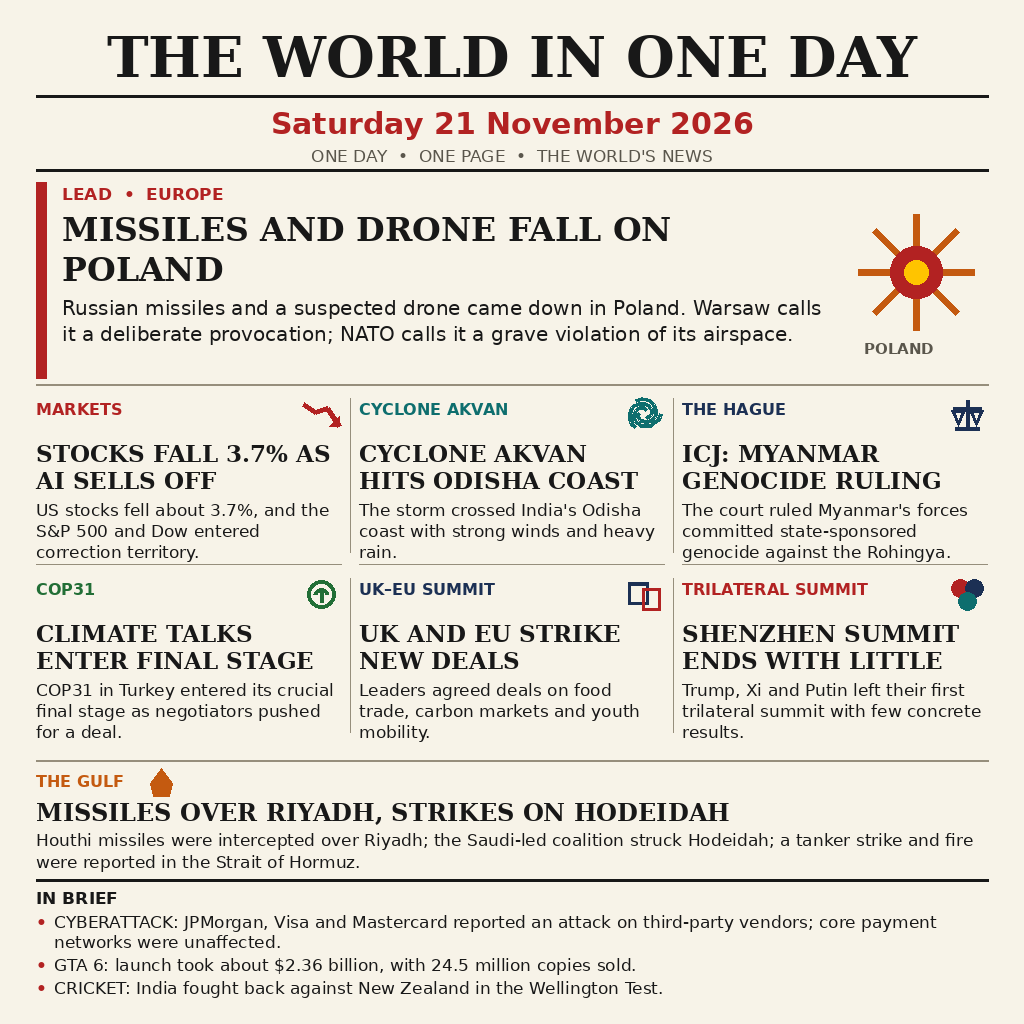 THE WORLD IN ONE DAY
Saturday 21 November 2026
ONE DAY • ONE PAGE • THE WORLD'S NEWS
LEAD • EUROPE
MISSILES AND DRONE FALL ON
POLAND
Russian missiles and a suspected drone came down in Poland. Warsaw calls
it a deliberate provocation; NATO calls it a grave violation of its airspace.
POLAND
MARKETS
STOCKS FALL 3.7% AS
AI SELLS OFF
US stocks fell about 3.7%, and the
S&P 500 and Dow entered
correction territory.
CYCLONE AKVAN
CYCLONE AKVAN
HITS ODISHA COAST
The storm crossed India's Odisha
coast with strong winds and heavy
rain.
THE HAGUE
ICJ: MYANMAR
GENOCIDE RULING
The court ruled Myanmar's forces
committed state-sponsored
genocide against the Rohingya.
COP31
CLIMATE TALKS
ENTER FINAL STAGE
COP31 in Turkey entered its crucial
final stage as negotiators pushed
for a deal.
UK–EU SUMMIT
UK AND EU STRIKE
NEW DEALS
Leaders agreed deals on food
trade, carbon markets and youth
mobility.
TRILATERAL SUMMIT
SHENZHEN SUMMIT
ENDS WITH LITTLE
Trump, Xi and Putin left their first
trilateral summit with few concrete
results.
THE GULF
MISSILES OVER RIYADH, STRIKES ON HODEIDAH
Houthi missiles were intercepted over Riyadh; the Saudi-led coalition struck Hodeidah; a tanker strike and fire
were reported in the Strait of Hormuz.
IN BRIEF
• CYBERATTACK: JPMorgan, Visa and Mastercard reported an attack on third-party vendors; core payment
networks were unaffected.
• GTA 6: launch took about $2.36 billion, with 24.5 million copies sold.
• CRICKET: India fought back against New Zealand in the Wellington Test.